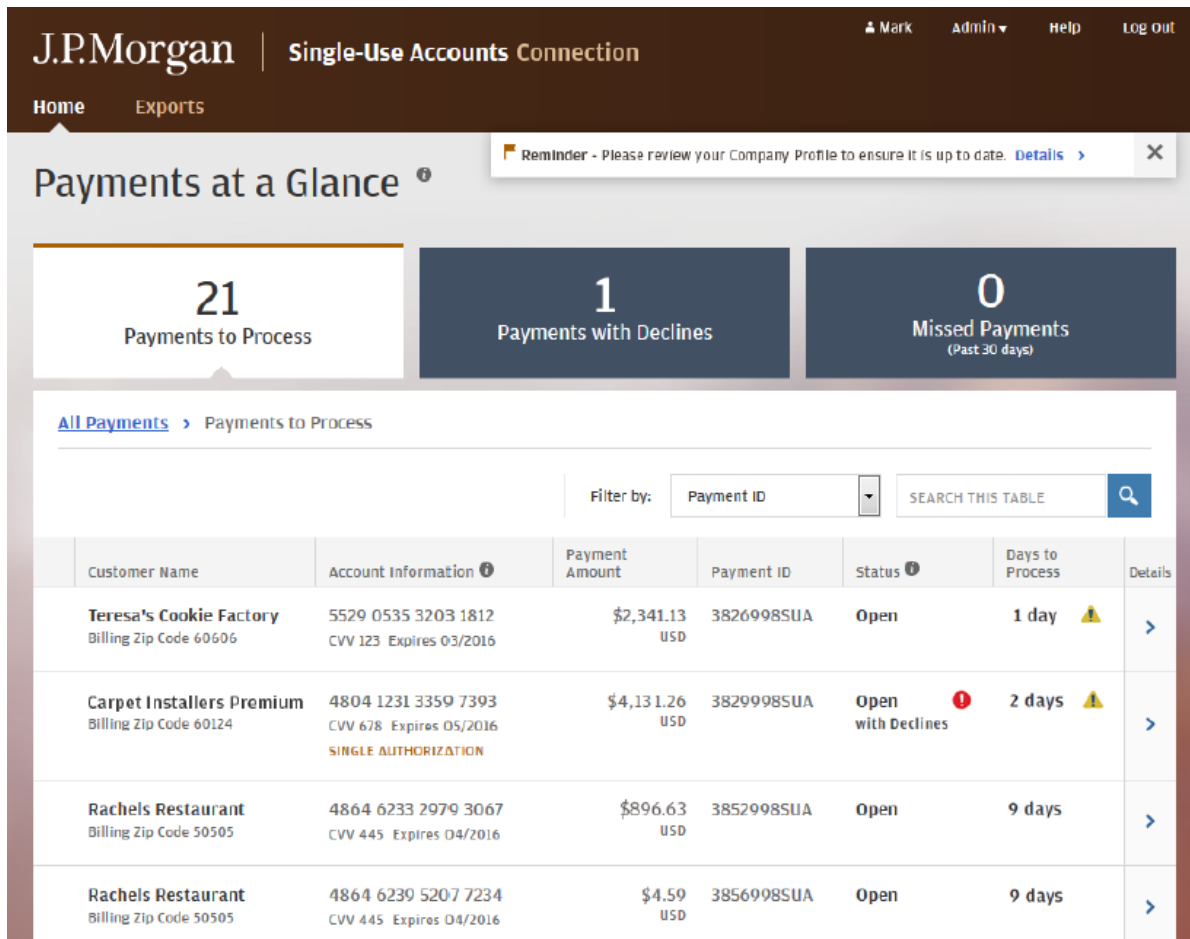 Mark Admin Help Log Out
J.P.Morgan Single-Use Accounts Connection
Home Exports
Reminder - Please review your Company Profile to ensure it is up to date. Details >
Payments at a Glance
21
Payments to Process
1
Payments with Declines
0
Missed Payments
(Past 30 days)
All Payments > Payments to Process
Filter by: Payment ID SEARCH THIS TABLE
Customer Name Account Information Payment Amount Payment ID Status Days to Process Details
Teresa's Cookie Factory 5529 0535 3203 1812 $2,341.13 3826998SUA Open 1 day
Billing Zip Code 60606 CVV 123 Expires 03/2016 USD
Carpet Installers Premium 4804 1231 3359 7393 $4,131.26 3829998SUA Open 2 days
Billing Zip Code 60124 CVV 678 Expires 05/2016 USD with Declines
SINGLE AUTHORIZATION
Rachels Restaurant 4864 6233 2979 3067 $896.63 3852998SUA Open 9 days
Billing Zip Code 50505 CVV 445 Expires 04/2016 USD
Rachels Restaurant 4864 6239 5207 7234 $4.59 3856998SUA Open 9 days
Billing Zip Code 50505 CVV 445 Expires 04/2016 USD